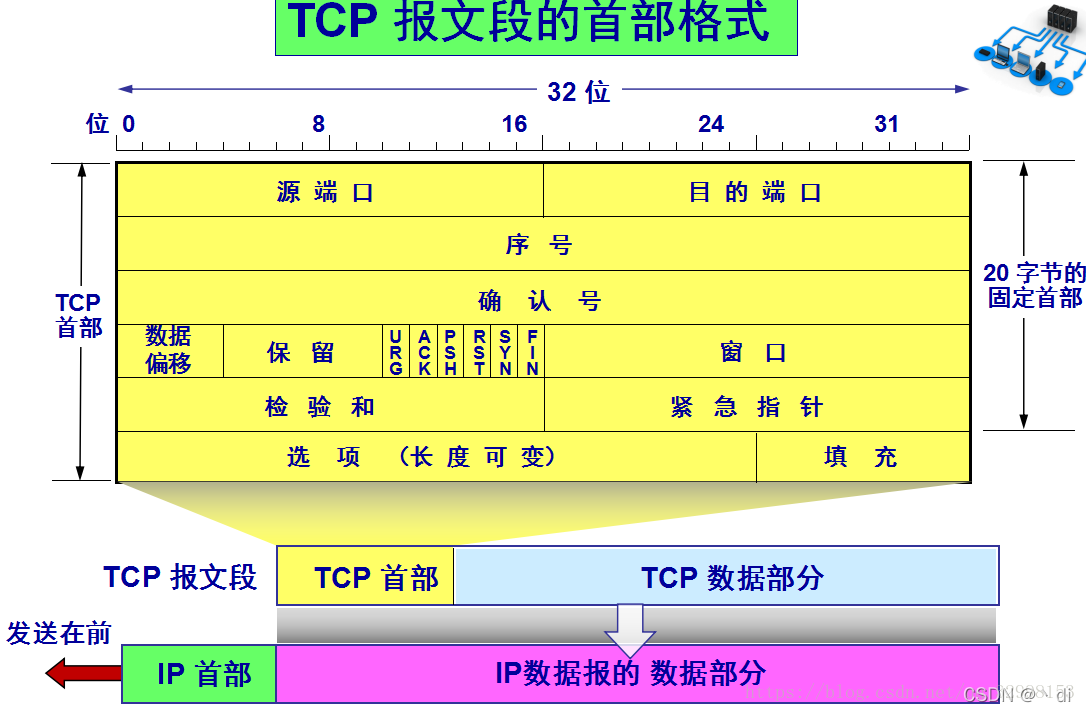 TCP 报文段的首部格式
32 位
位 0 8 16 24 31
源 端 口 目 的 端 口
序 号
确 认 号
TCP
首部
20 字节的
固定首部
数据
偏移
保 留
URG
ACK
PSH
RST
SYN
FIN
窗 口
检 验 和 紧 急 指 针
选 项 （长 度 可 变） 填 充
TCP 报文段 TCP 首部 TCP 数据部分
发送在前
IP 首部 IP数据报的 数据部分
https://blog.csdn.net/
CSDN @丶di